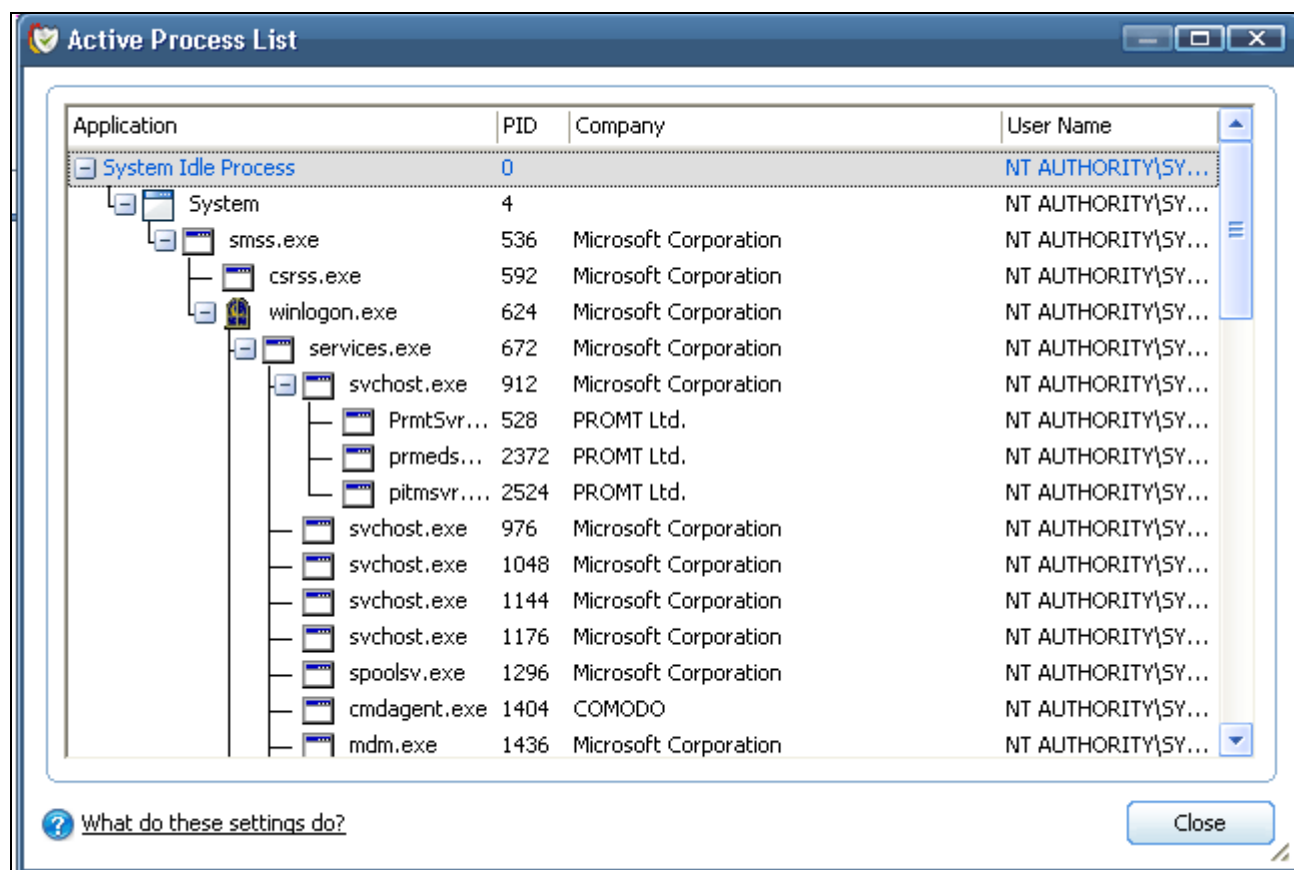 Active Process List
Application PID Company User Name
System Idle Process 0 NT AUTHORITY\SY...
System 4 NT AUTHORITY\SY...
smss.exe 536 Microsoft Corporation NT AUTHORITY\SY...
csrss.exe 592 Microsoft Corporation NT AUTHORITY\SY...
winlogon.exe 624 Microsoft Corporation NT AUTHORITY\SY...
services.exe 672 Microsoft Corporation NT AUTHORITY\SY...
svchost.exe 912 Microsoft Corporation NT AUTHORITY\SY...
PrmtSvr... 528 PROMT Ltd. NT AUTHORITY\SY...
prmeds... 2372 PROMT Ltd. NT AUTHORITY\SY...
pitmsvr.... 2524 PROMT Ltd. NT AUTHORITY\SY...
svchost.exe 976 Microsoft Corporation NT AUTHORITY\SY...
svchost.exe 1048 Microsoft Corporation NT AUTHORITY\SY...
svchost.exe 1144 Microsoft Corporation NT AUTHORITY\SY...
svchost.exe 1176 Microsoft Corporation NT AUTHORITY\SY...
spoolsv.exe 1296 Microsoft Corporation NT AUTHORITY\SY...
cmdagent.exe 1404 COMODO NT AUTHORITY\SY...
mdm.exe 1436 Microsoft Corporation NT AUTHORITY\SY...
What do these settings do?
Close